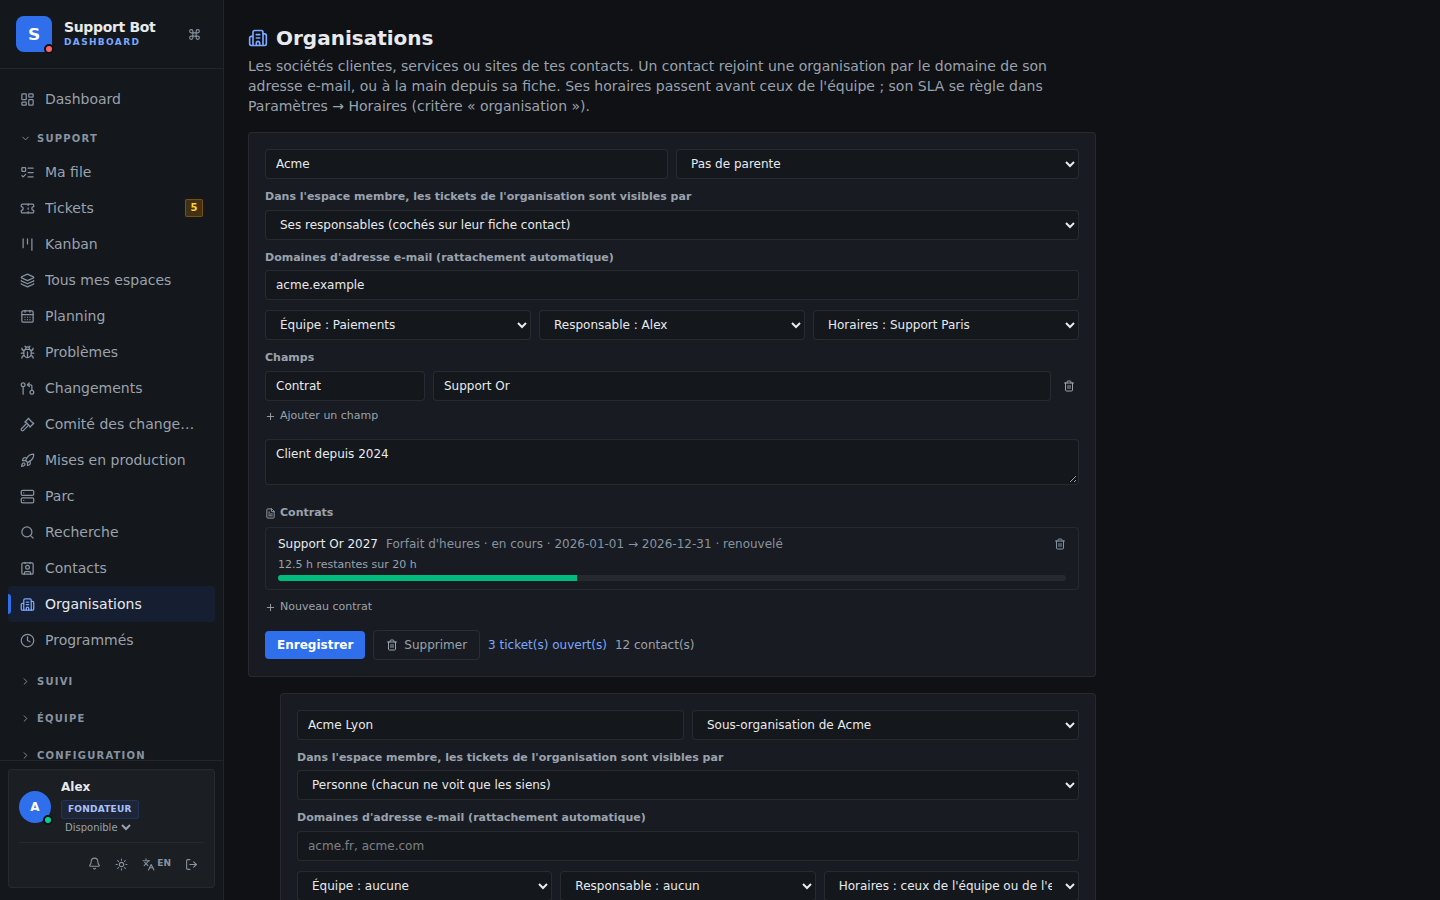 S
Support Bot
DASHBOARD
⌘
Dashboard
SUPPORT
Ma file
Tickets
5
Kanban
Tous mes espaces
Planning
Problèmes
Changements
Comité des change...
Mises en production
Parc
Recherche
Contacts
Organisations
Programmés
SUIVI
ÉQUIPE
CONFIGURATION
A
Alex
FONDATEUR
Disponible
EN
Organisations
Les sociétés clientes, services ou sites de tes contacts. Un contact rejoint une organisation par le domaine de son
adresse e-mail, ou à la main depuis sa fiche. Ses horaires passent avant ceux de l'équipe ; son SLA se règle dans
Paramètres → Horaires (critère « organisation »).
Acme
Pas de parente
Dans l'espace membre, les tickets de l'organisation sont visibles par
Ses responsables (cochés sur leur fiche contact)
Domaines d'adresse e-mail (rattachement automatique)
acme.example
Équipe : Paiements
Responsable : Alex
Horaires : Support Paris
Champs
Contrat
Support Or
+ Ajouter un champ
Client depuis 2024
Contrats
Support Or 2027 Forfait d'heures · en cours · 2026-01-01 → 2026-12-31 · renouvelé
12.5 h restantes sur 20 h
+ Nouveau contrat
Enregistrer
Supprimer
3 ticket(s) ouvert(s)
12 contact(s)
Acme Lyon
Sous-organisation de Acme
Dans l'espace membre, les tickets de l'organisation sont visibles par
Personne (chacun ne voit que les siens)
Domaines d'adresse e-mail (rattachement automatique)
acme.fr, acme.com
Équipe : aucune
Responsable : aucun
Horaires : ceux de l'équipe ou de l'e